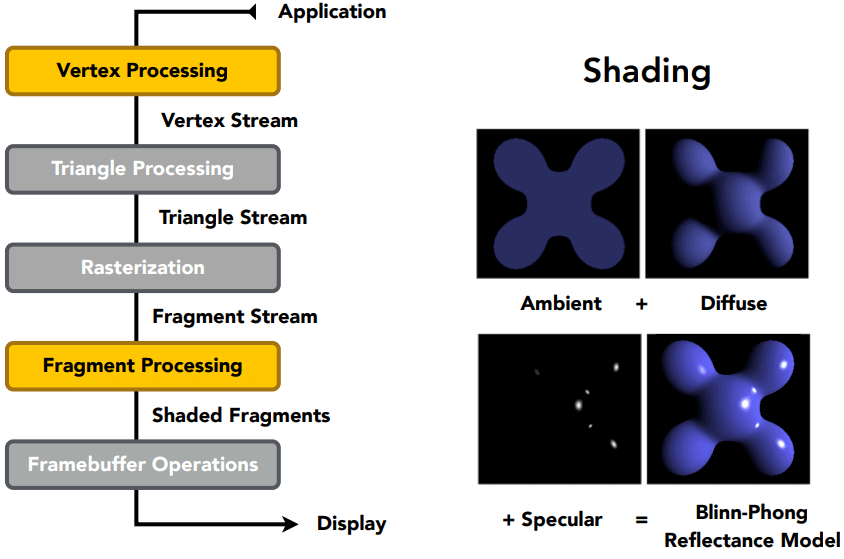 Application
Vertex Processing
Vertex Stream
Triangle Processing
Triangle Stream
Rasterization
Fragment Stream
Fragment Processing
Shaded Fragments
Framebuffer Operations
Display
Shading
Ambient + Diffuse
+ Specular = Blinn-Phong
Reflectance Model